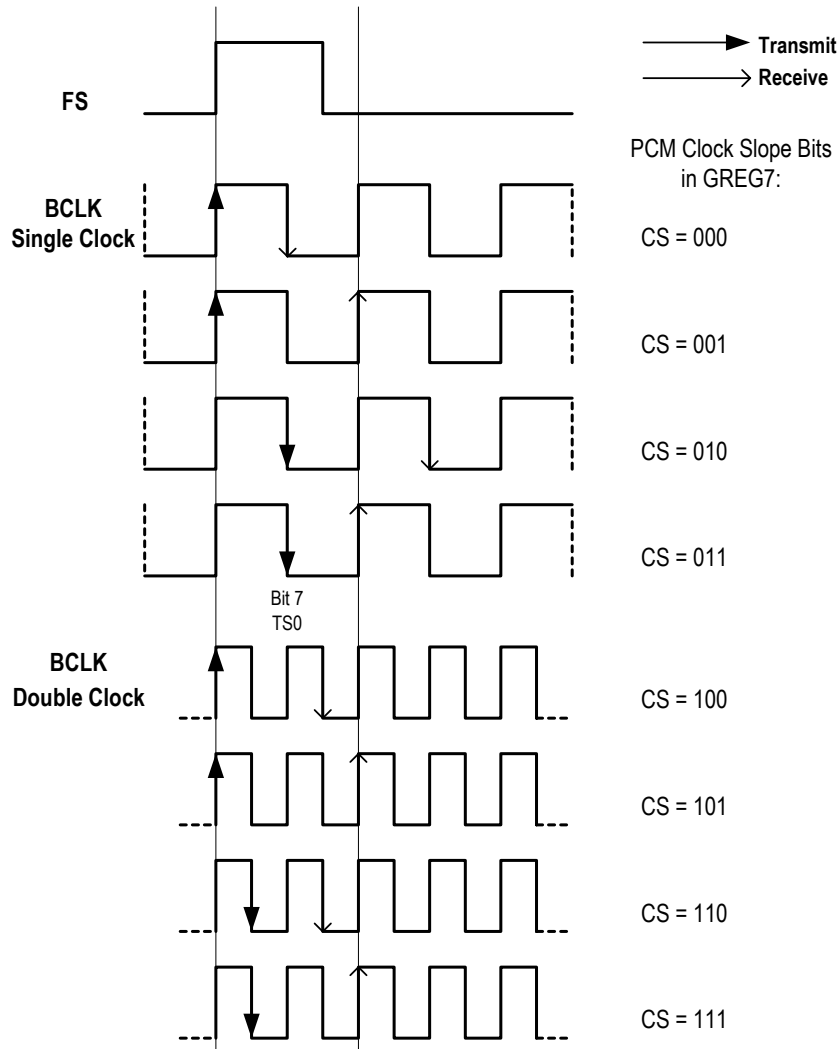 Transmit
Receive
FS
PCM Clock Slope Bits
in GREG7:
BCLK
Single Clock
CS = 000
CS = 001
CS = 010
CS = 011
Bit 7
TS0
BCLK
Double Clock
CS = 100
CS = 101
CS = 110
CS = 111